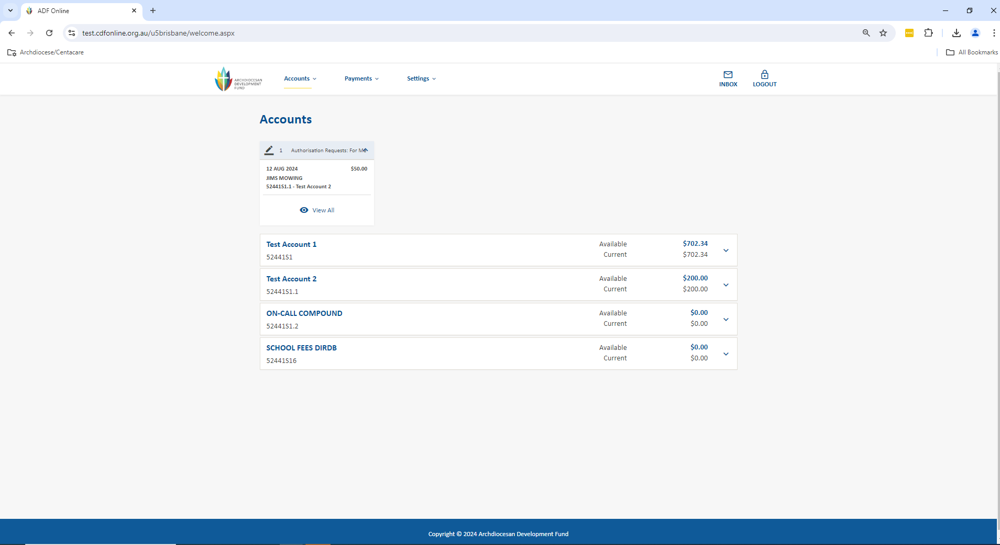 ADF Online
test.cdfonline.org.au/u5brisbane/welcome.aspx
Archdiocese/Centacare
All Bookmarks
ARCHDIOCESAN
DEVELOPMENT
FUND
Accounts
Payments
Settings
INBOX
LOGOUT
Accounts
1 Authorisation Requests: For Me
12 AUG 2024 $50.00
JIMS MOWING
52441S1.1 - Test Account 2
View All
Test Account 1 Available $702.34
52441S1 Current $702.34
Test Account 2 Available $200.00
52441S1.1 Current $200.00
ON-CALL COMPOUND Available $0.00
52441S1.2 Current $0.00
SCHOOL FEES DIRDB Available $0.00
52441S16 Current $0.00
Copyright © 2024 Archdiocesan Development Fund